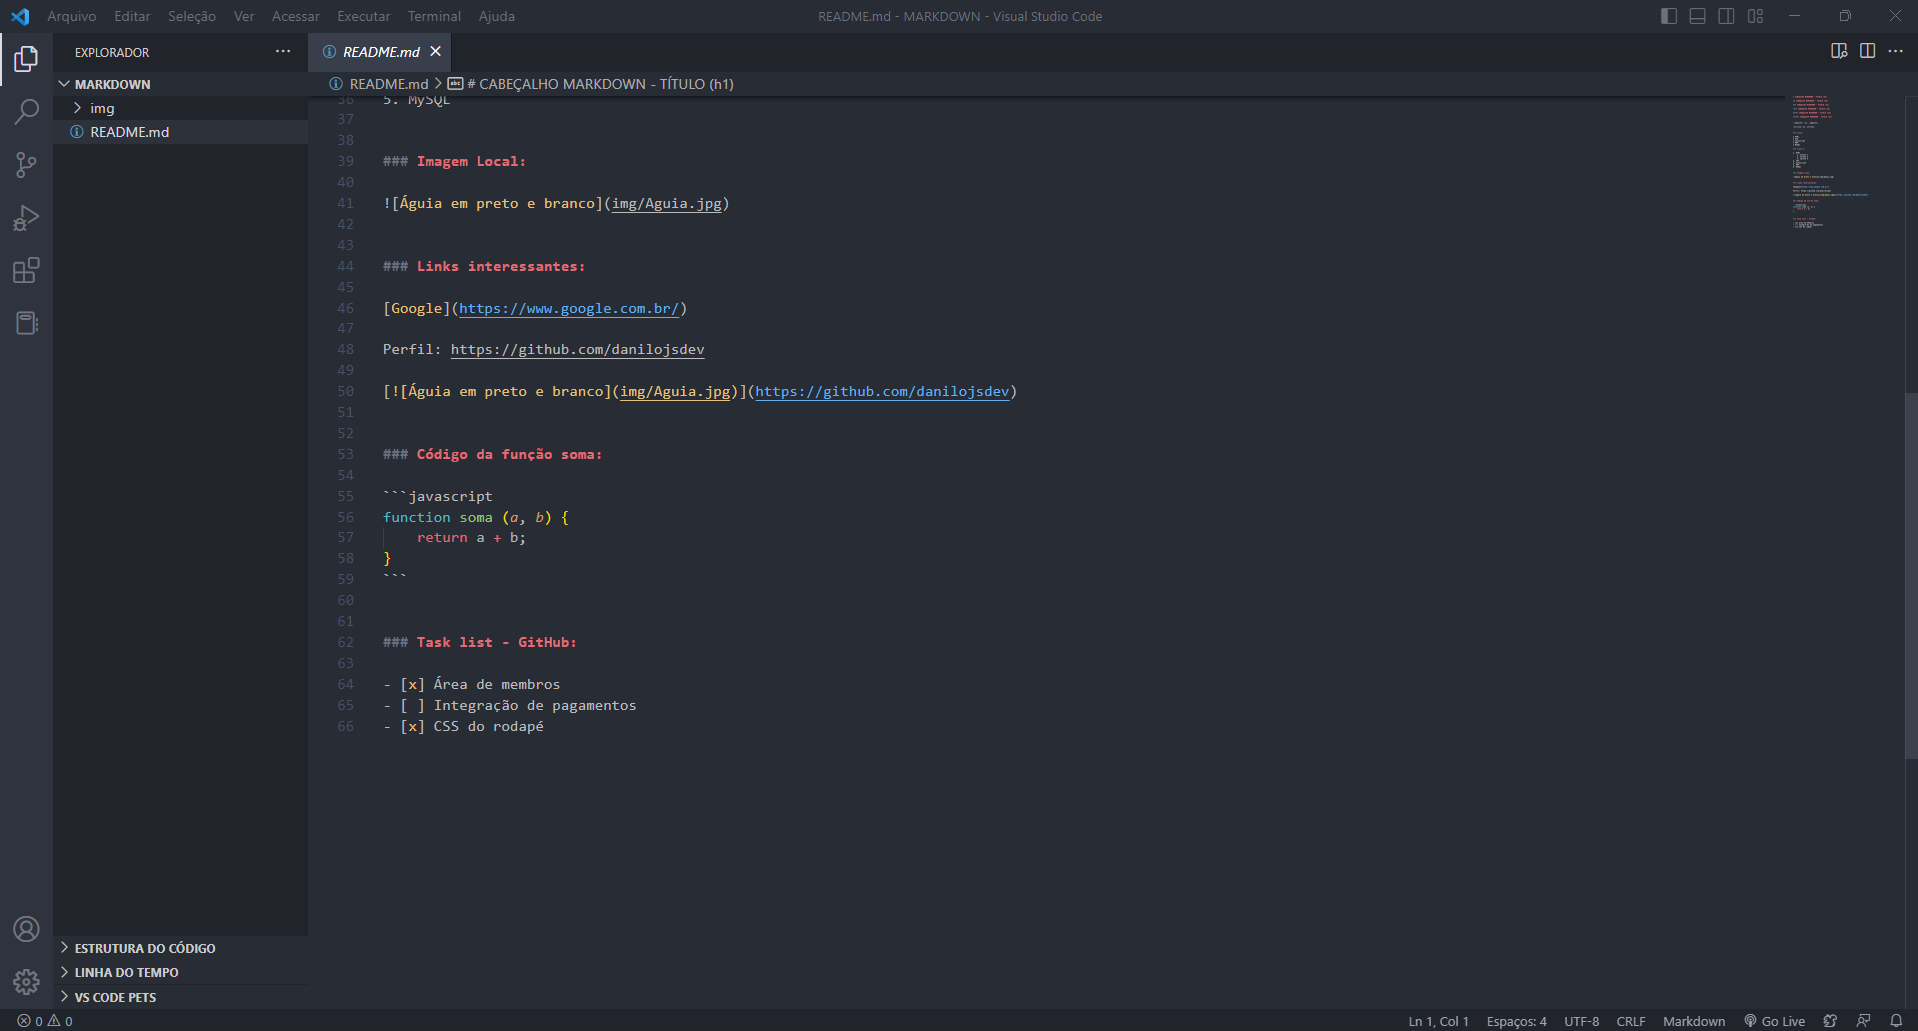 Arquivo Editar Seleção Ver Acessar Executar Terminal Ajuda
README.md - MARKDOWN - Visual Studio Code
EXPLORADOR
README.md
MARKDOWN
README.md > # CABEÇALHO MARKDOWN - TÍTULO (h1)
img
README.md
36 5. MySQL
37
38
39 ### Imagem Local:
40
41 ![Águia em preto e branco](img/Aguia.jpg)
42
43
44 ### Links interessantes:
45
46 [Google](https://www.google.com.br/)
47
48 Perfil: https://github.com/danilojsdev
49
50 [![Águia em preto e branco](img/Aguia.jpg)](https://github.com/danilojsdev)
51
52
53 ### Código da função soma:
54
55 ```javascript
56 function soma (a, b) {
57     return a + b;
58 }
59 ```
60
61
62 ### Task list - GitHub:
63
64 - [x] Área de membros
65 - [ ] Integração de pagamentos
66 - [x] CSS do rodapé
ESTRUTURA DO CÓDIGO
LINHA DO TEMPO
VS CODE PETS
0 0
Ln 1, Col 1 Espaços: 4 UTF-8 CRLF Markdown Go Live